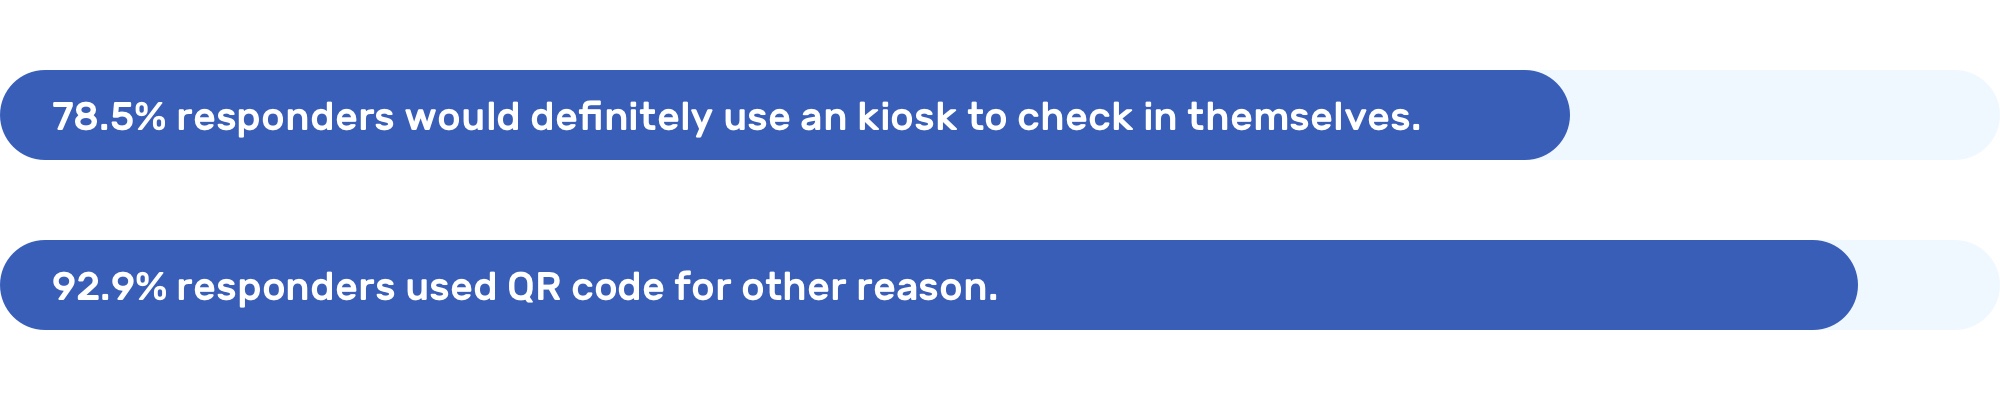 78.5% responders would definitely use an kiosk to check in themselves.
92.9% responders used QR code for other reason.